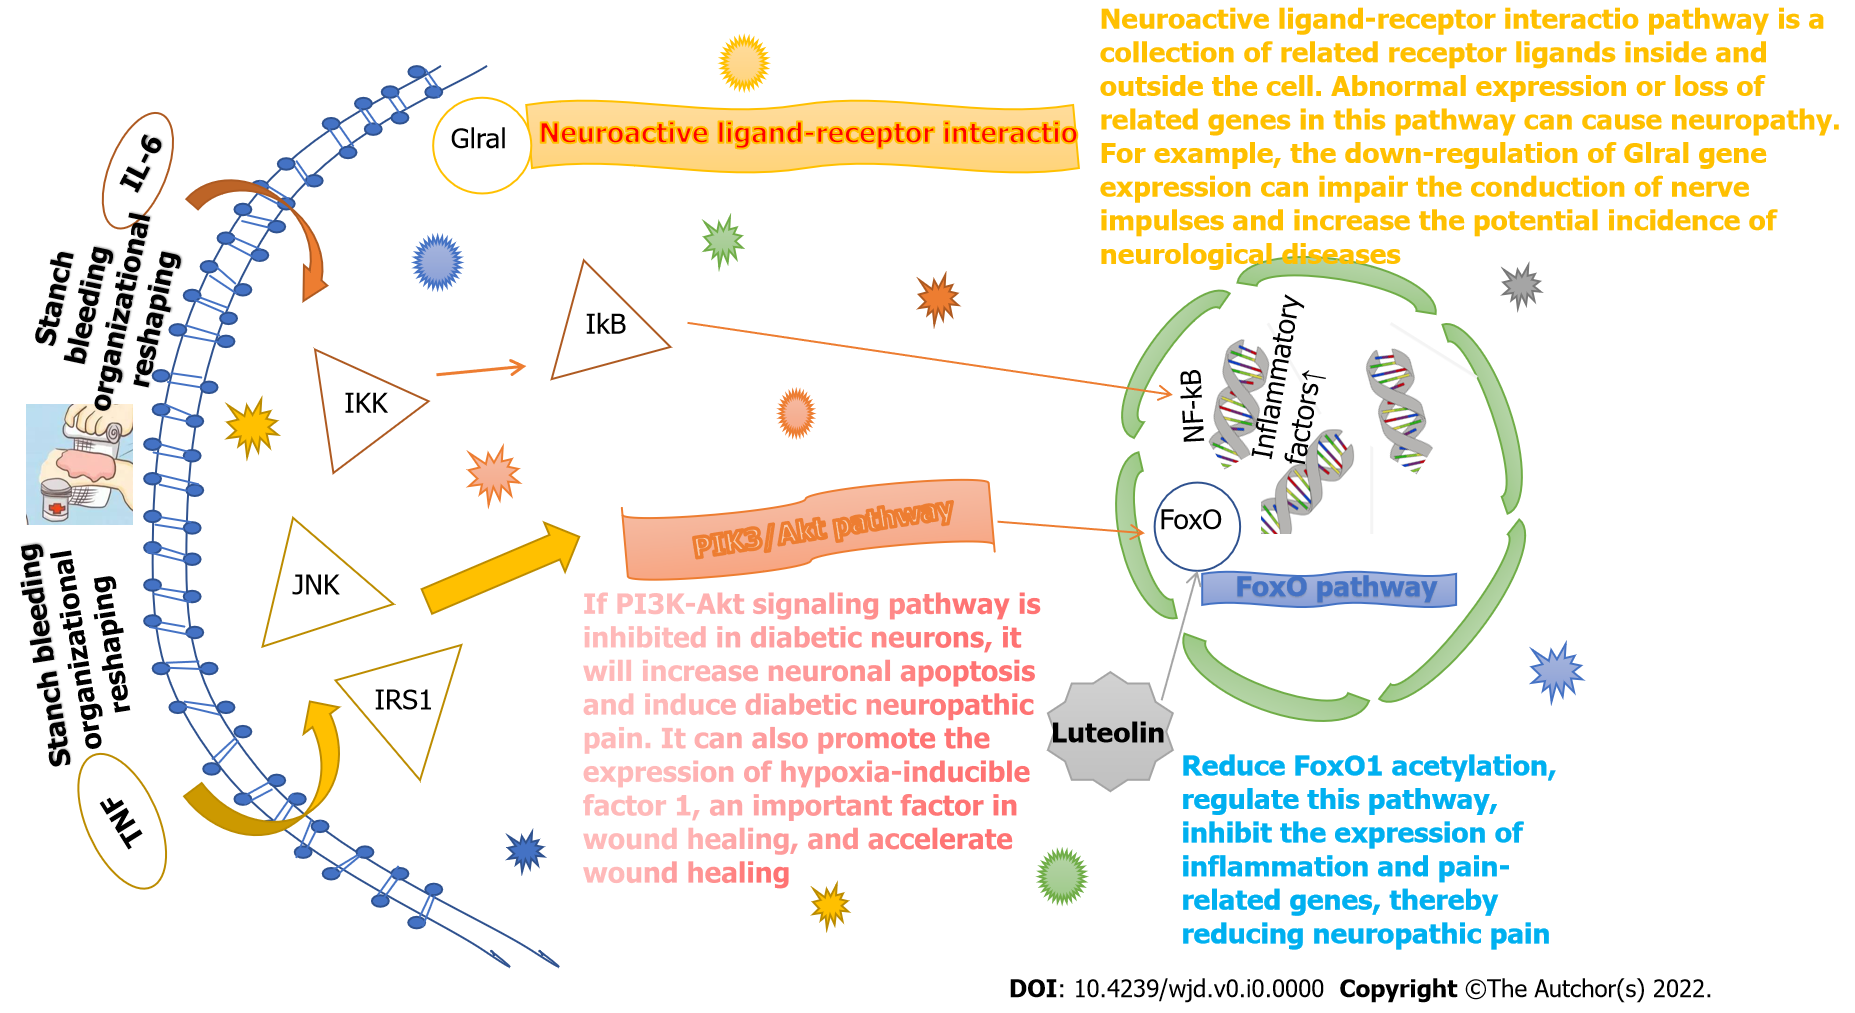 Neuroactive ligand-receptor interactio pathway is a
collection of related receptor ligands inside and
outside the cell. Abnormal expression or loss of
related genes in this pathway can cause neuropathy.
For example, the down-regulation of Glral gene
expression can impair the conduction of nerve
impulses and increase the potential incidence of
neurological diseases
Glral
Neuroactive ligand-receptor interactio
IL-6
Stanch
bleeding
organizational
reshaping
IkB
IKK
NF-kB
Inflammatory
factors↑
FoxO
FoxO pathway
PIK3/Akt pathway
JNK
IRS1
Stanch bleeding
organizational
reshaping
TNF
If PI3K-Akt signaling pathway is
inhibited in diabetic neurons, it
will increase neuronal apoptosis
and induce diabetic neuropathic
pain. It can also promote the
expression of hypoxia-inducible
factor 1, an important factor in
wound healing, and accelerate
wound healing
Luteolin
Reduce FoxO1 acetylation,
regulate this pathway,
inhibit the expression of
inflammation and pain-
related genes, thereby
reducing neuropathic pain
DOI: 10.4239/wjd.v0.i0.0000 Copyright ©The Autchor(s) 2022.